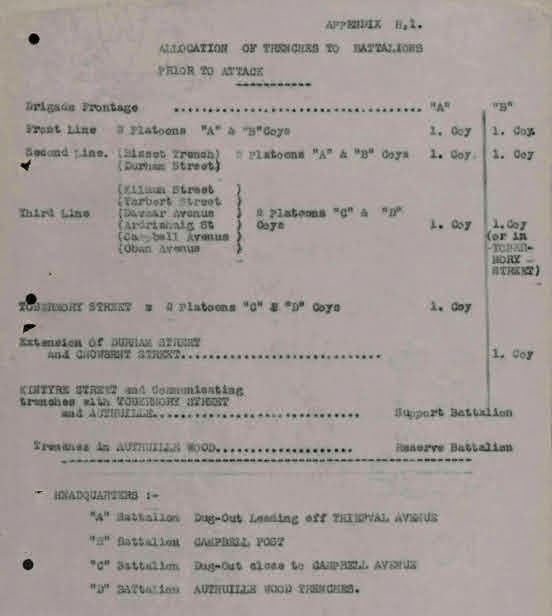 APPENDIX H,1.
ALLOCATION OF TRENCHES TO BATTALIONS
PRIOR TO ATTACK
Brigade Frontage .................................. "A" "B"
Front Line 2 Platoons "A" & "B"Coys 1. Coy 1. Coy.
Second Line. (Bisset Trench) 2 Platoons "A" & "B" Coys 1. Coy. 1. Coy
(Durham Street)
(Kilmun Street )
(Tarbert Street )
Third Line (Davaar Avenue ) 2 Platoons "C" & "D"
(Ardrishaig St ) Coys 1. Coy 1.Coy
(Campbell Avenue ) (or in
(Oban Avenue ) TOBER-
MORY
STREET)
TOBERMORY STREET 2 Platoons "C" & "D" Coys 1. Coy
Extension of DURHAM STREET
and STREET............................. 1. Coy
KINTYRE STREET and Communicating
trenches with TOBERMORY STREET
and AUTHUILLE............................. Support Battalion
Trenches in AUTHUILLE WOOD................... Reserve Battalion
HEADQUARTERS :-
"A" Battalion Dug-Out Leading off THIEPVAL AVENUE
"B" Battalion CAMPBELL POST
"C" Battalion Dug-Out close to CAMPBELL AVENUE
"D" BATTalion AUTHUILLE WOOD TRENCHES.